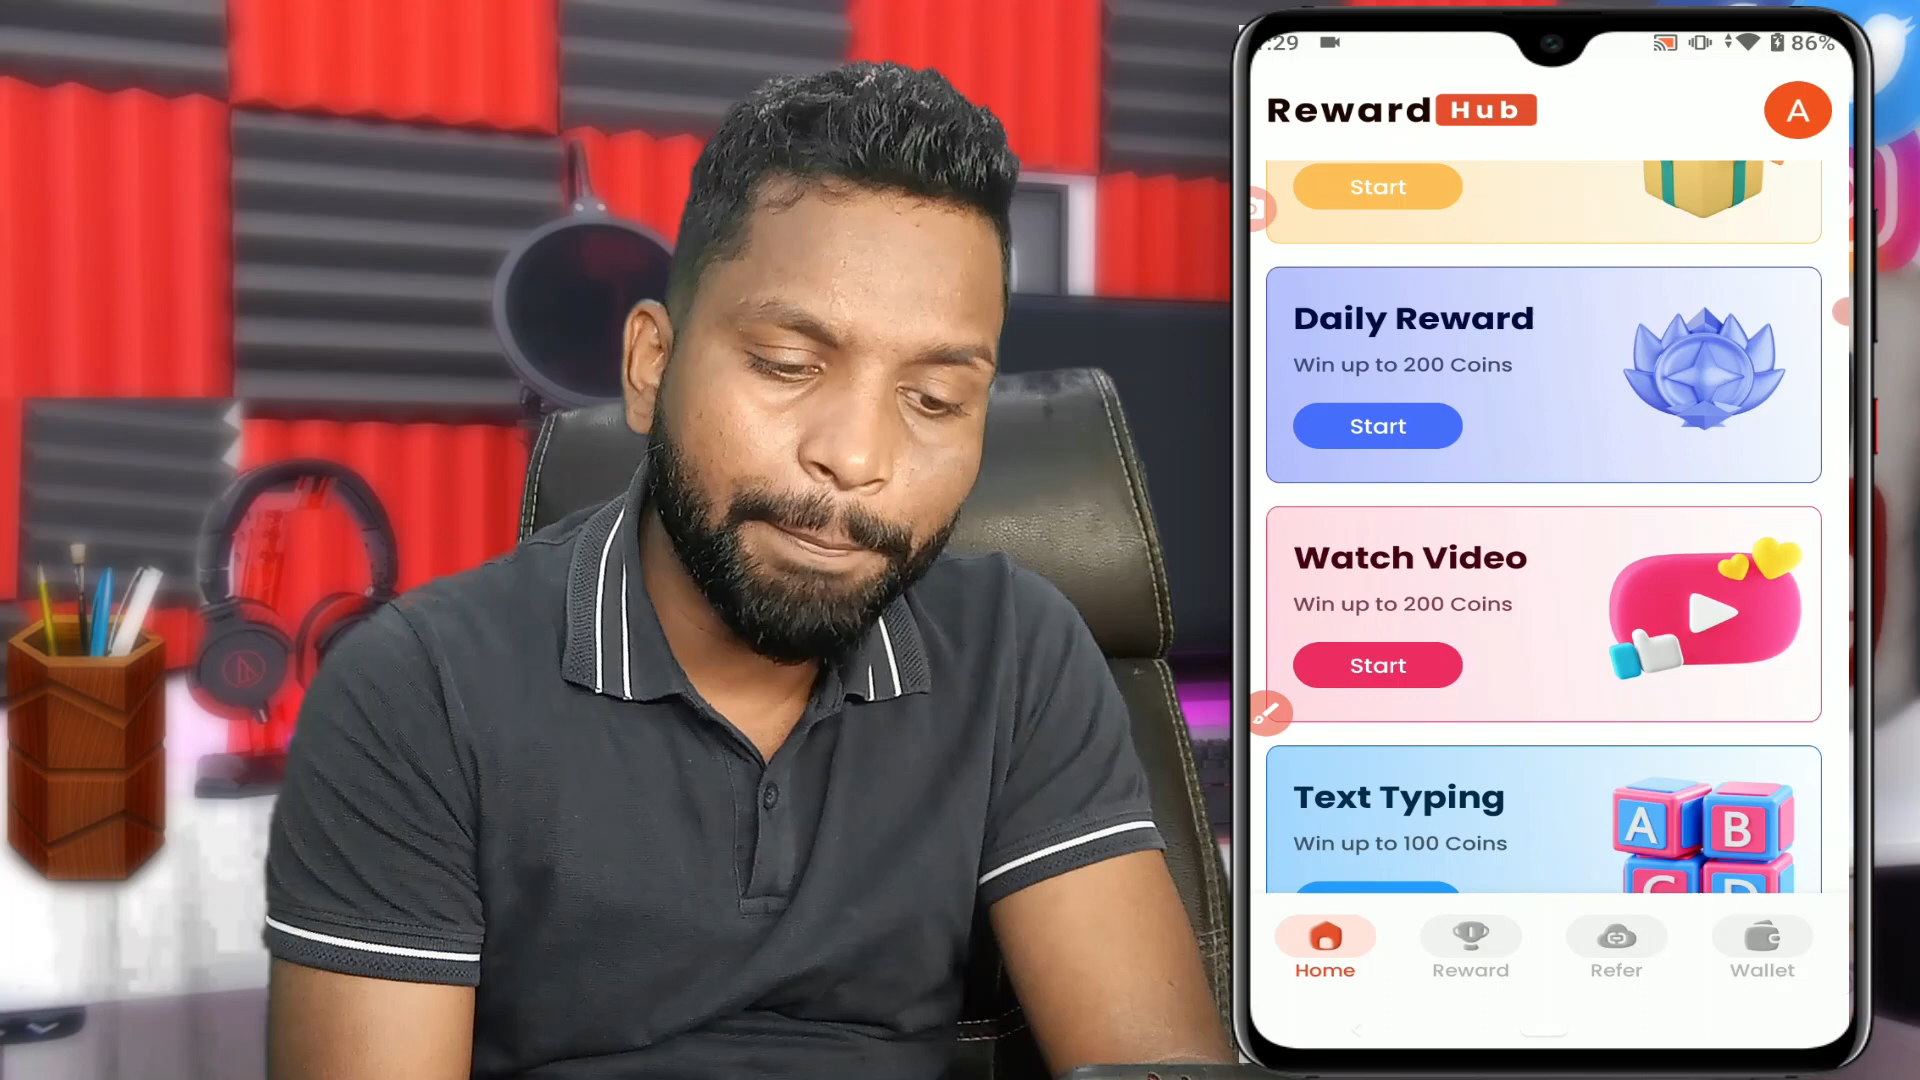 :29
86%
Reward Hub
A
Start
Daily Reward
Win up to 200 Coins
Start
Watch Video
Win up to 200 Coins
Start
Text Typing
Win up to 100 Coins
A B
C D
Home Reward Refer Wallet